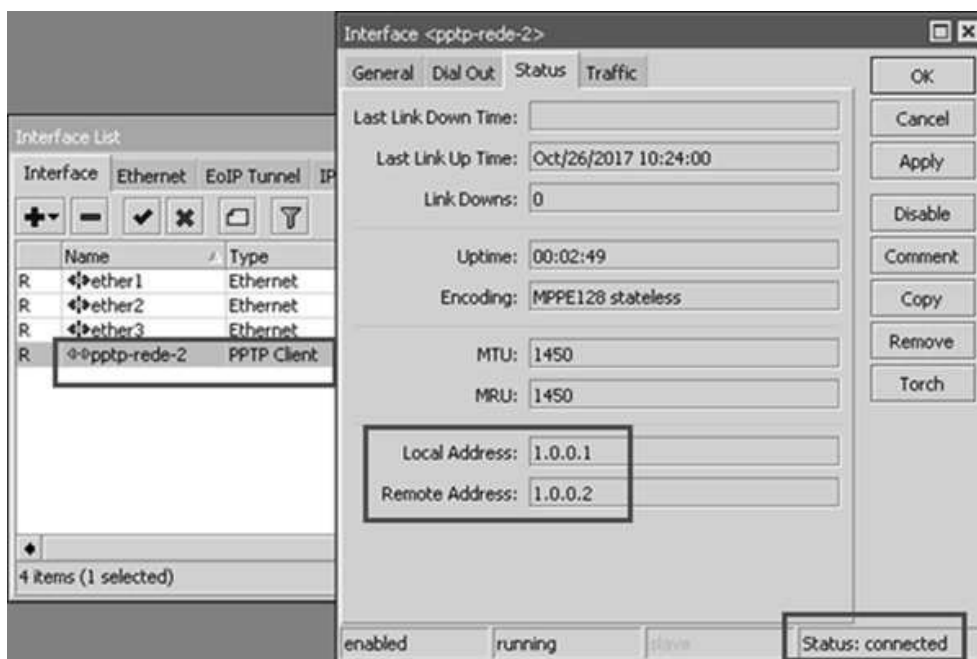 Interface List
Interface Ethernet EoIP Tunnel IP
Name Type
R ether1 Ethernet
R ether2 Ethernet
R ether3 Ethernet
R pptp-rede-2 PPTP Client
4 items (1 selected)
Interface <pptp-rede-2>
General Dial Out Status Traffic
Last Link Down Time:
Last Link Up Time: Oct/26/2017 10:24:00
Link Downs: 0
Uptime: 00:02:49
Encoding: MPPE128 stateless
MTU: 1450
MRU: 1450
Local Address: 1.0.0.1
Remote Address: 1.0.0.2
enabled running slave Status: connected
OK
Cancel
Apply
Disable
Comment
Copy
Remove
Torch